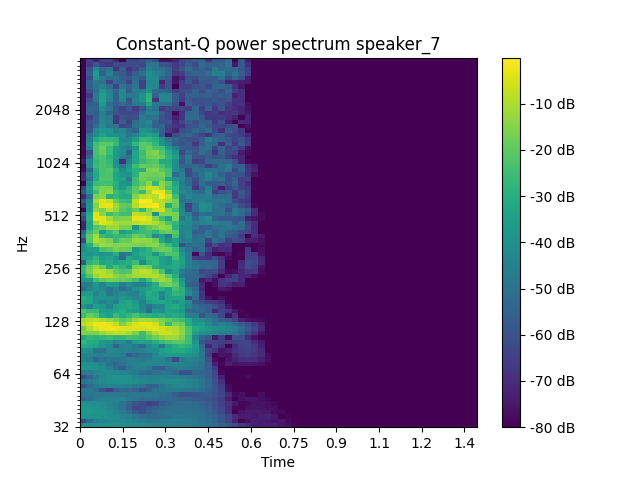 Constant-Q power spectrum speaker_7
Hz
2048
1024
512
256
128
64
32
0 0.15 0.3 0.45 0.6 0.75 0.9 1.1 1.2 1.4
Time
-10 dB
-20 dB
-30 dB
-40 dB
-50 dB
-60 dB
-70 dB
-80 dB